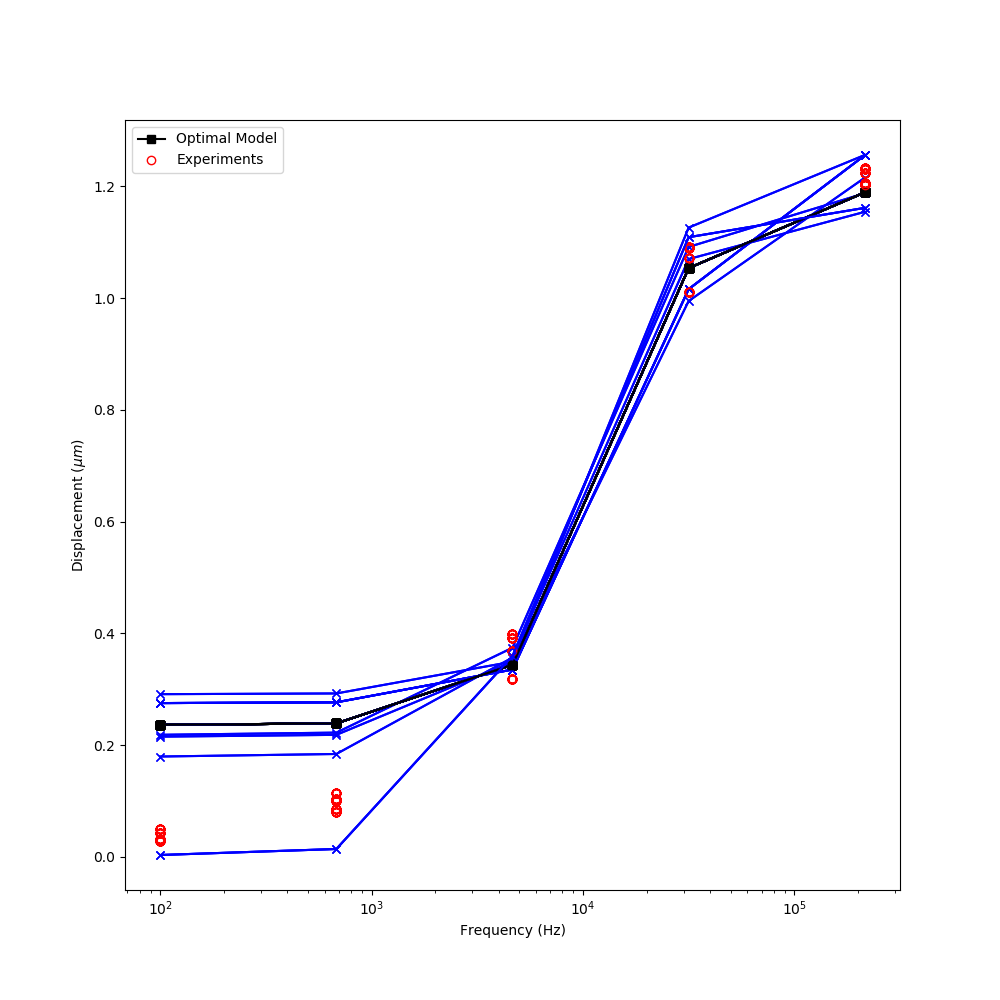 Optimal Model
Experiments
1.2
1.0
0.8
0.6
0.4
0.2
0.0
Displacement (μm)
10² 10³ 10⁴ 10⁵
Frequency (Hz)